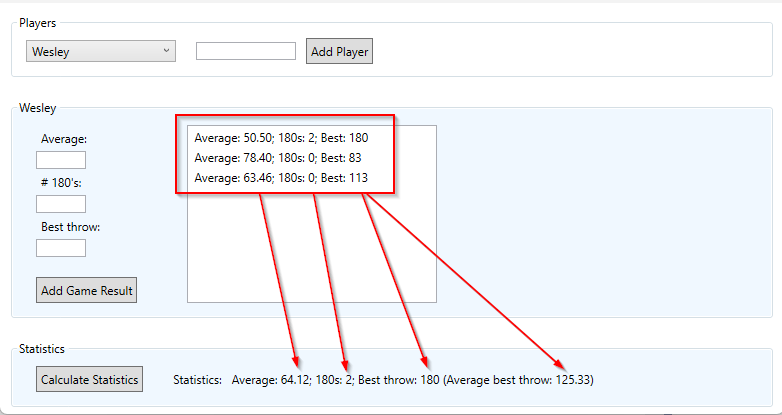 Players
Wesley
Add Player
Wesley
Average:
# 180's:
Best throw:
Add Game Result
Average: 50.50; 180s: 2; Best: 180
Average: 78.40; 180s: 0; Best: 83
Average: 63.46; 180s: 0; Best: 113
Statistics
Calculate Statistics
Statistics: Average: 64.12; 180s: 2; Best throw: 180 (Average best throw: 125.33)